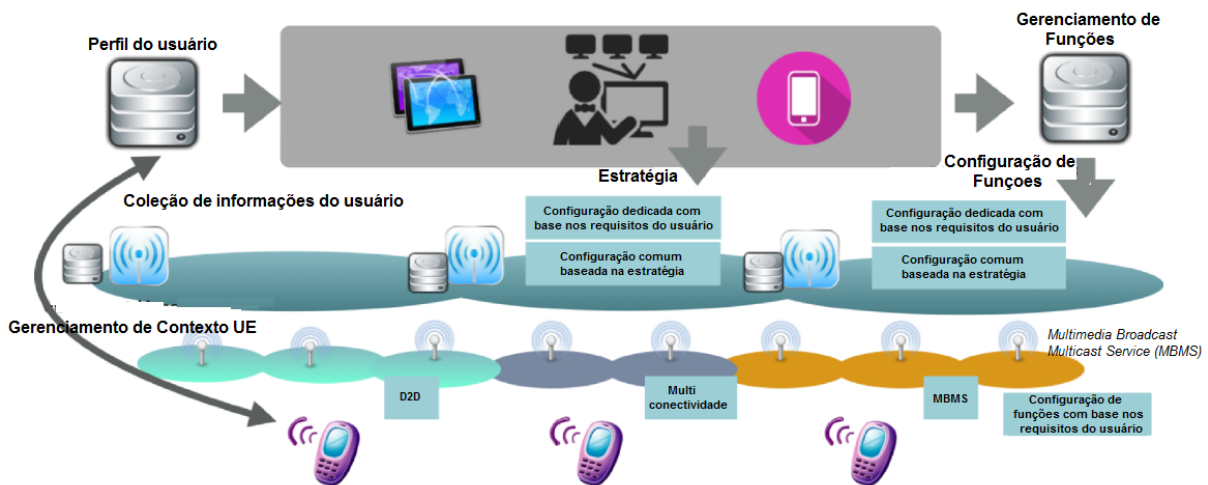 Perfil do usuário
Gerenciamento de
Funções
Estratégia
Configuração de
Funçoes
Coleção de informações do usuário
Configuração dedicada com
base nos requisitos do usuário
Configuração comum
baseada na estratégia
Configuração dedicada com
base nos requisitos do usuário
Configuração comum
baseada na estratégia
Gerenciamento de Contexto UE
Multimedia Broadcast
Multicast Service (MBMS)
D2D
Multi
conectividade
MBMS
Configuração de
funções com base nos
requisitos do usuário